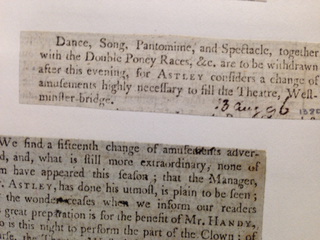 Dance, Song, Pantomime, and Spectacle, together
with the Double Poney Races, &c. are to be withdrawn
after this evening, for ASTLEY considers a change of
amusements highly necessary to fill the Theatre, West-
minster-bridge.
We find a fifteenth change of amusements adver-
d, and, what is still more extraordinary, none of
m have appeared this season; that the Manager,
. ASTLEY, has done his utmost, is plain to be seen;
the wonder ceases when we inform our readers
great preparation is for the benefit of Mr. HANDY,
o is this night to perform the part of the Clown; of